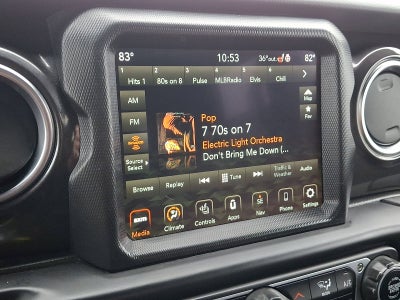 83° 10:53 36°out 82°
1 2 3 4 5 6
Hits 1 80s on 8 Pulse MLBRadio Elvis Chill
AM
FM
Source Select
Pop
7 70s on 7
Electric Light Orchestra
Don't Bring Me Down (...
Map
Fav
Browse Replay Tune Traffic & Weather Audio
Media Climate Controls Apps Nav Phone Settings
A/C